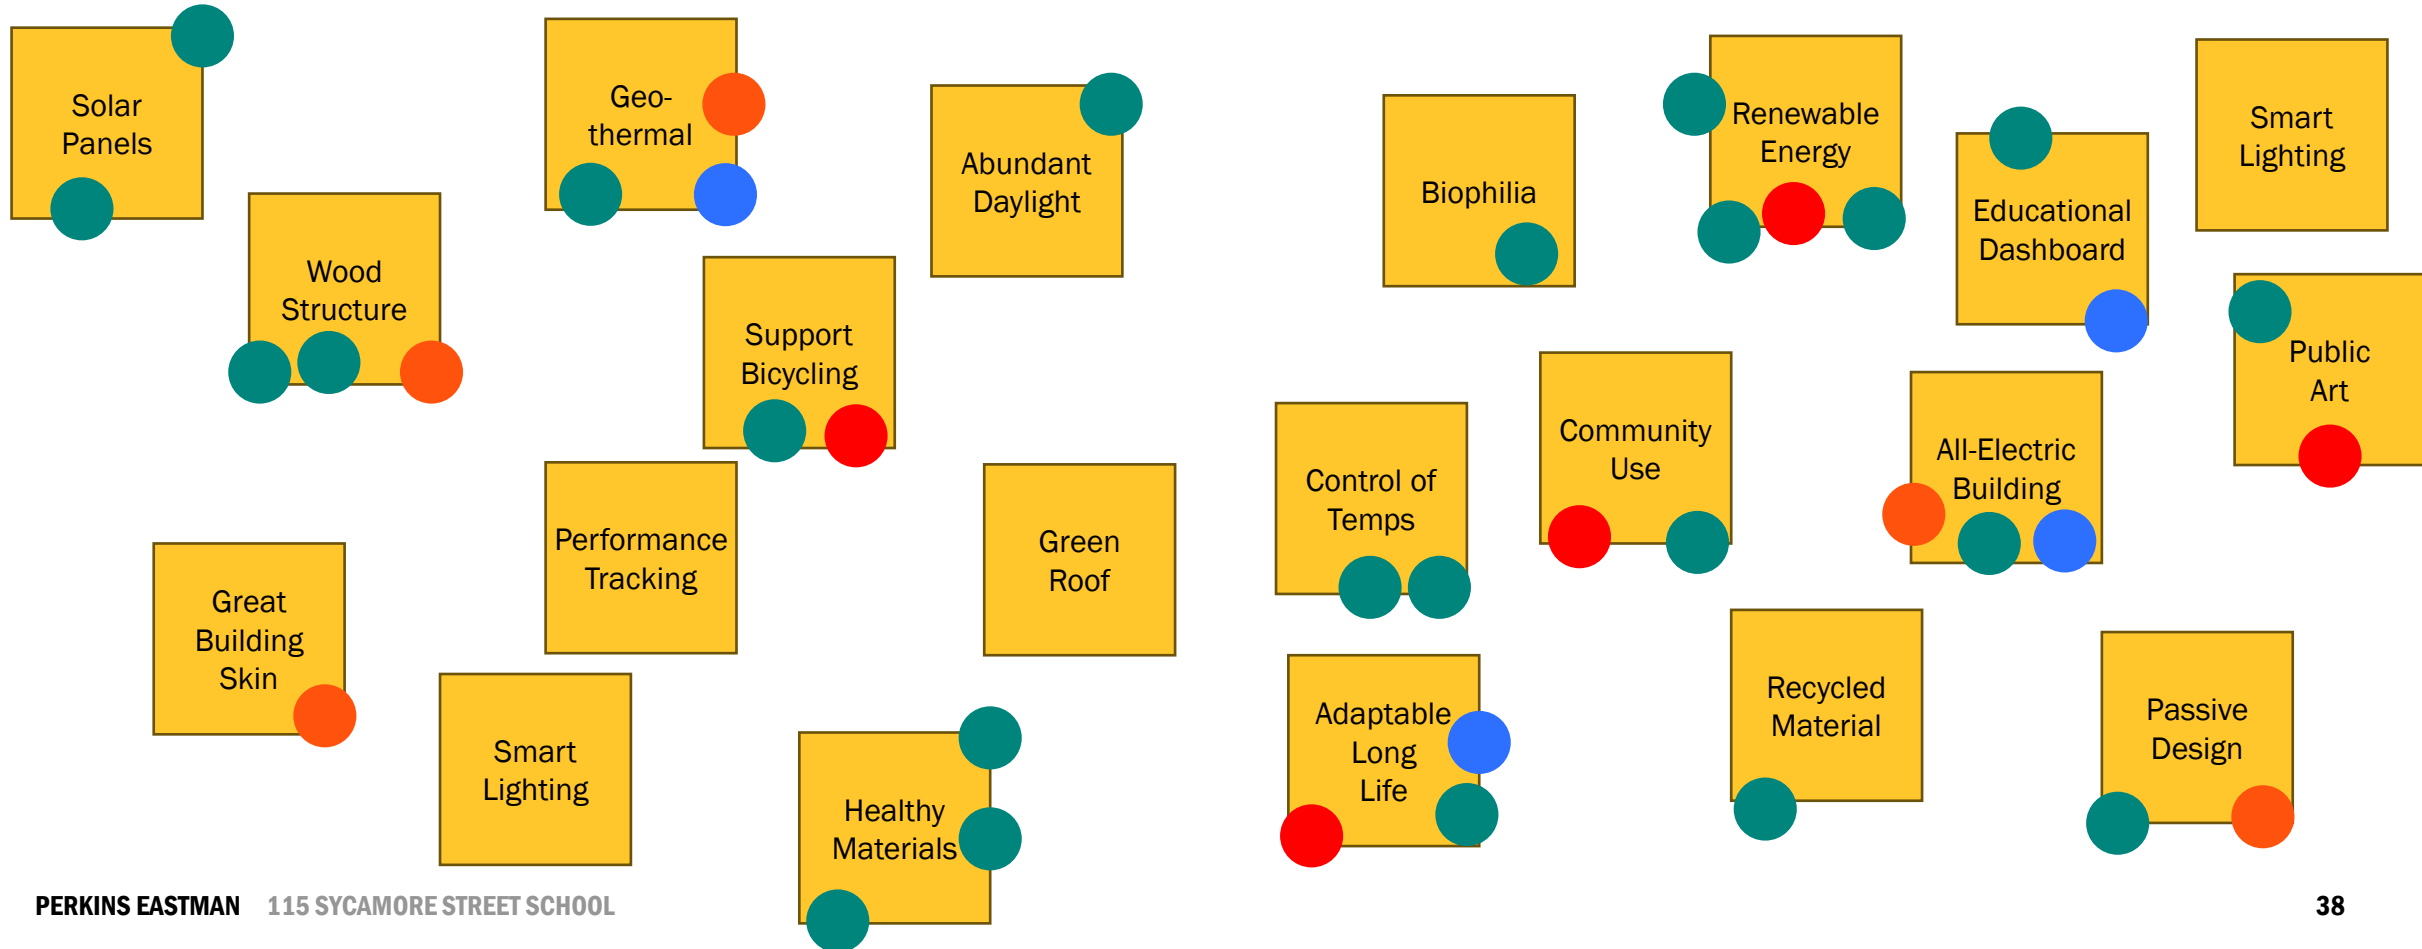 Solar
Panels
Geo-
thermal
Abundant
Daylight
Biophilia
Renewable
Energy
Smart
Lighting
Educational
Dashboard
Wood
Structure
Support
Bicycling
Public
Art
Community
Use
All-Electric
Building
Control of
Temps
Performance
Tracking
Green
Roof
Great
Building
Skin
Smart
Lighting
Healthy
Materials
Adaptable
Long
Life
Recycled
Material
Passive
Design
PERKINS EASTMAN 115 SYCAMORE STREET SCHOOL
38